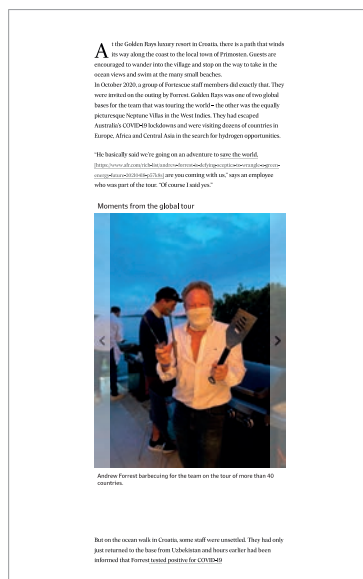 At the Golden Rays luxury resort in Croatia, there is a path that winds
its way along the coast to the local town of Primosten. Guests are
encouraged to wander into the village and stop on the way to take in the
ocean views and swim at the many small beaches.
In October 2020, a group of Fortescue staff members did exactly that. They
were invited on the outing by Forrest. Golden Rays was one of two global
bases for the team that was touring the world – the other was the equally
picturesque Neptune Villas in the West Indies. They had escaped
Australia's COVID-19 lockdowns and were visiting dozens of countries in
Europe, Africa and Central Asia in the search for hydrogen opportunities.
"He basically said we're going on an adventure to save the world,
are you coming with us," says an employee
who was part of the tour. "Of course I said yes."
Moments from the global tour
Andrew Forrest barbecuing for the team on the tour of more than 40
countries.
But on the ocean walk in Croatia, some staff were unsettled. They had only
just returned to the base from Uzbekistan and hours earlier had been
informed that Forrest tested positive for COVID-19